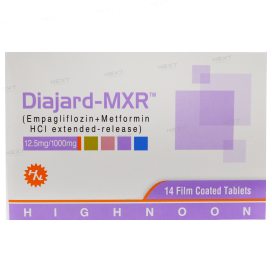 Diajard-MXR™
(Empagliflozin+Metformin
HCl extended-release)
12.5mg/1000mg
14 Film Coated Tablets
HIGHNOON